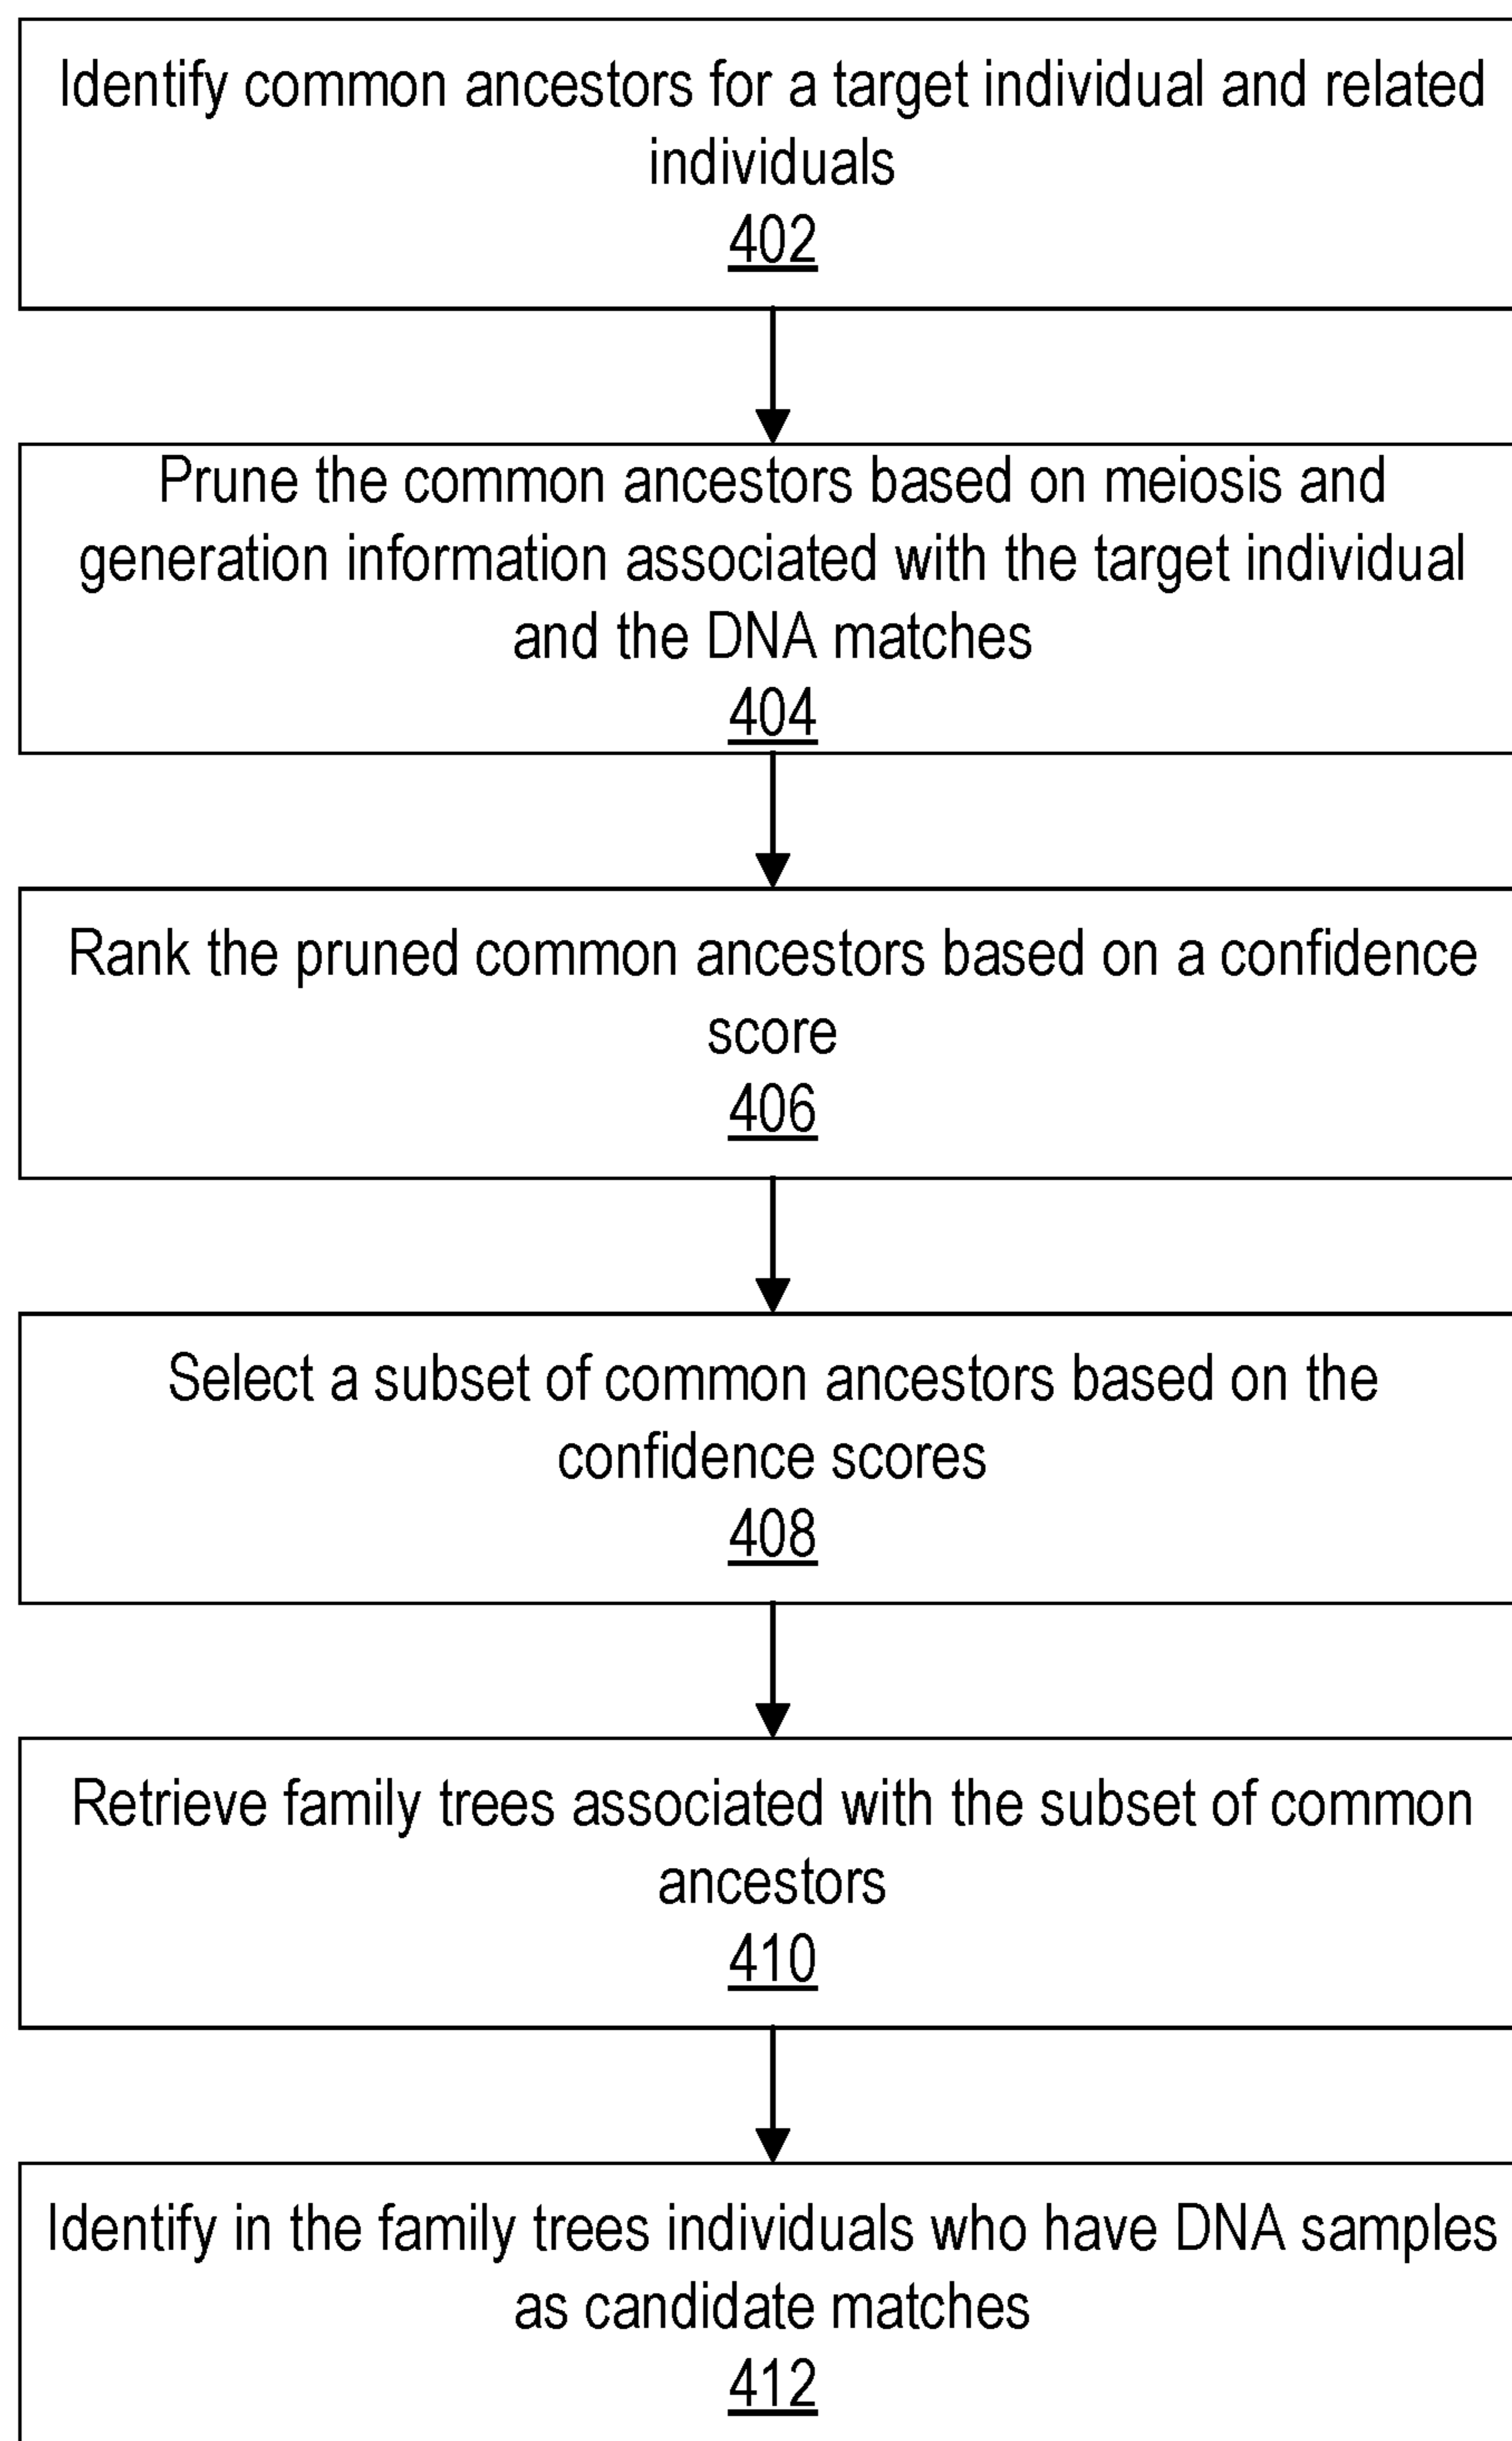 Identify common ancestors for a target individual and related
individuals
402
Prune the common ancestors based on meiosis and
generation information associated with the target individual
and the DNA matches
404
Rank the pruned common ancestors based on a confidence
score
406
Select a subset of common ancestors based on the
confidence scores
408
Retrieve family trees associated with the subset of common
ancestors
410
Identify in the family trees individuals who have DNA samples
as candidate matches
412